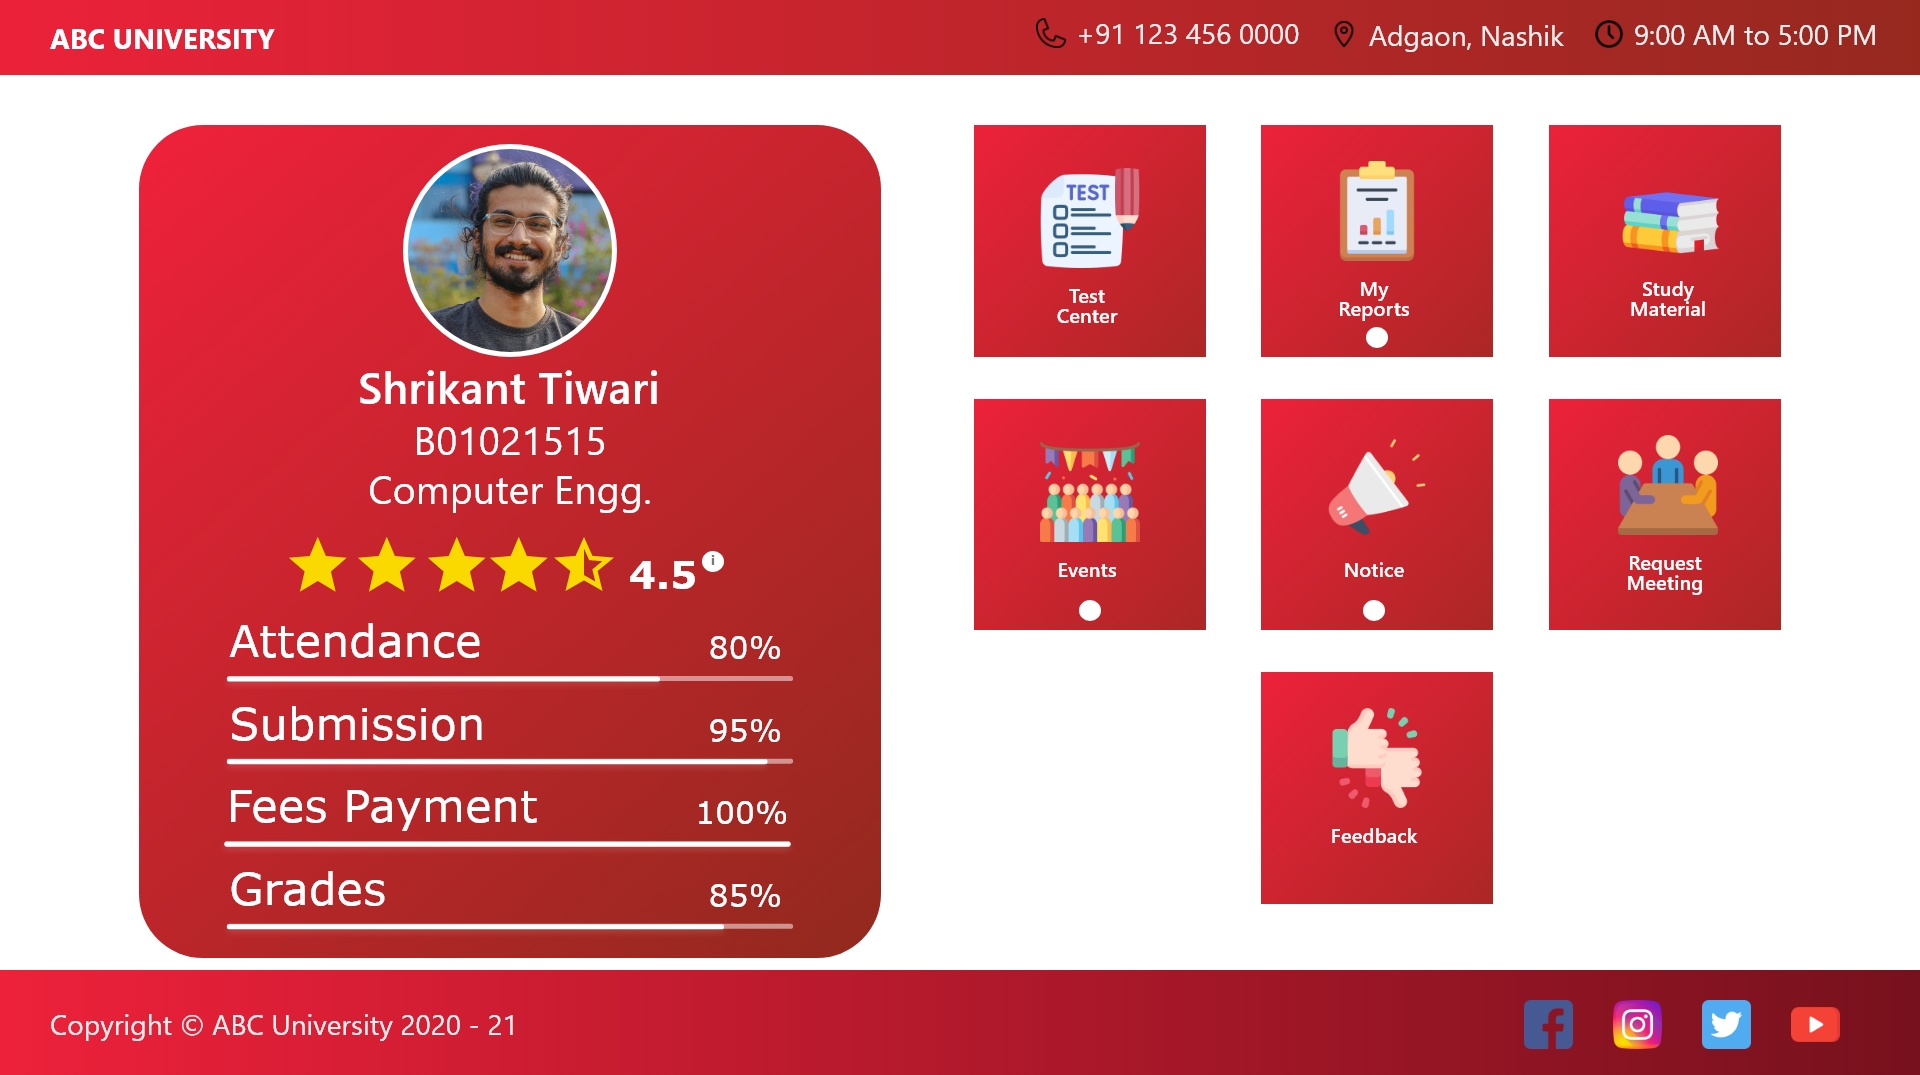 ABC UNIVERSITY
+91 123 456 0000
Adgaon, Nashik
9:00 AM to 5:00 PM
Shrikant Tiwari
B01021515
Computer Engg.
4.5 i
Attendance 80%
Submission 95%
Fees Payment 100%
Grades 85%
TEST
Test
Center
My
Reports
Study
Material
Events
Notice
Request
Meeting
Feedback
Copyright © ABC University 2020 - 21